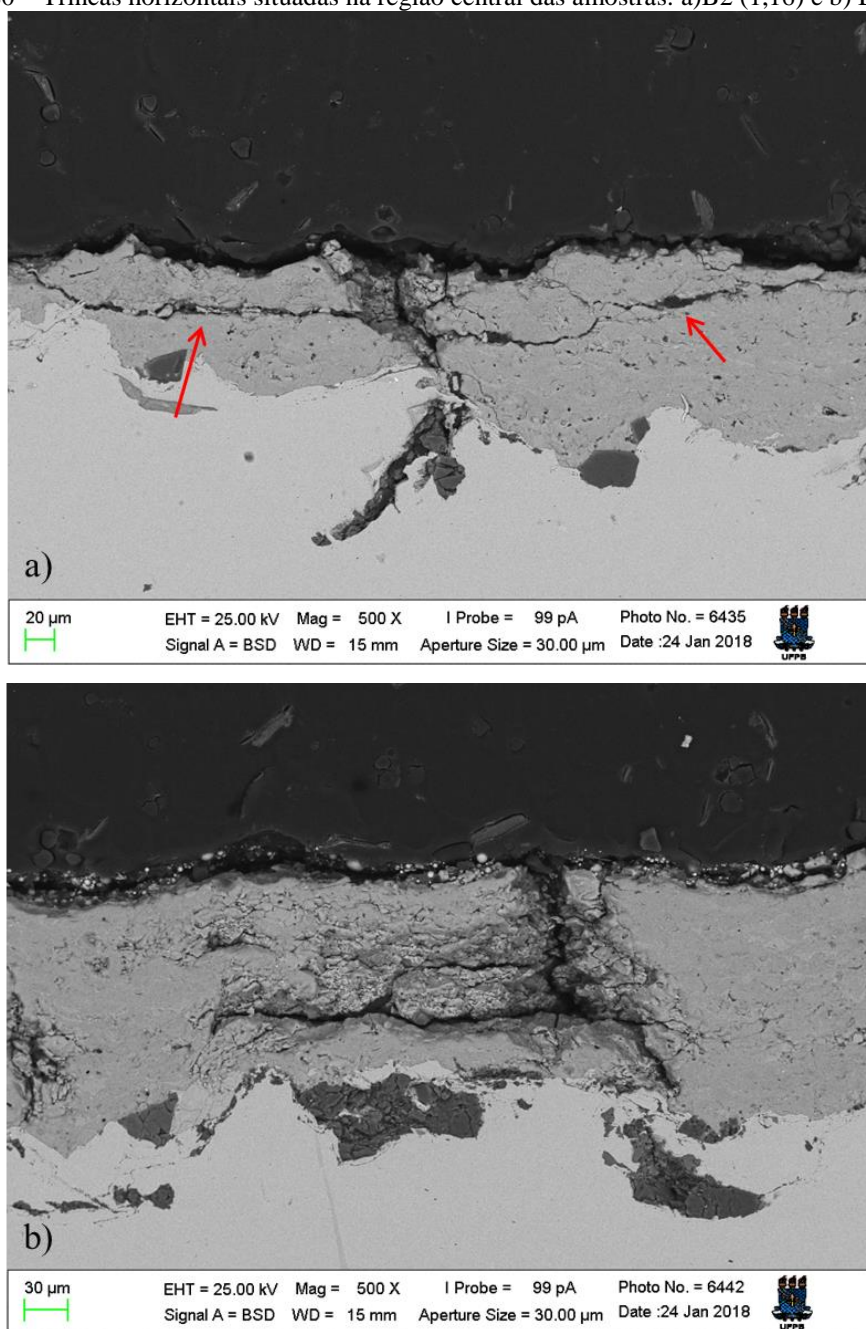 Trincas horizontais situadas na região central das amostras: a)B2 (1,16) e b)
a)
20 µm EHT = 25.00 kV Mag = 500 X I Probe = 99 pA Photo No. = 6435
Signal A = BSD WD = 15 mm Aperture Size = 30.00 µm Date :24 Jan 2018
UFPB
b)
30 µm EHT = 25.00 kV Mag = 500 X I Probe = 99 pA Photo No. = 6442
Signal A = BSD WD = 15 mm Aperture Size = 30.00 µm Date :24 Jan 2018
UFPB